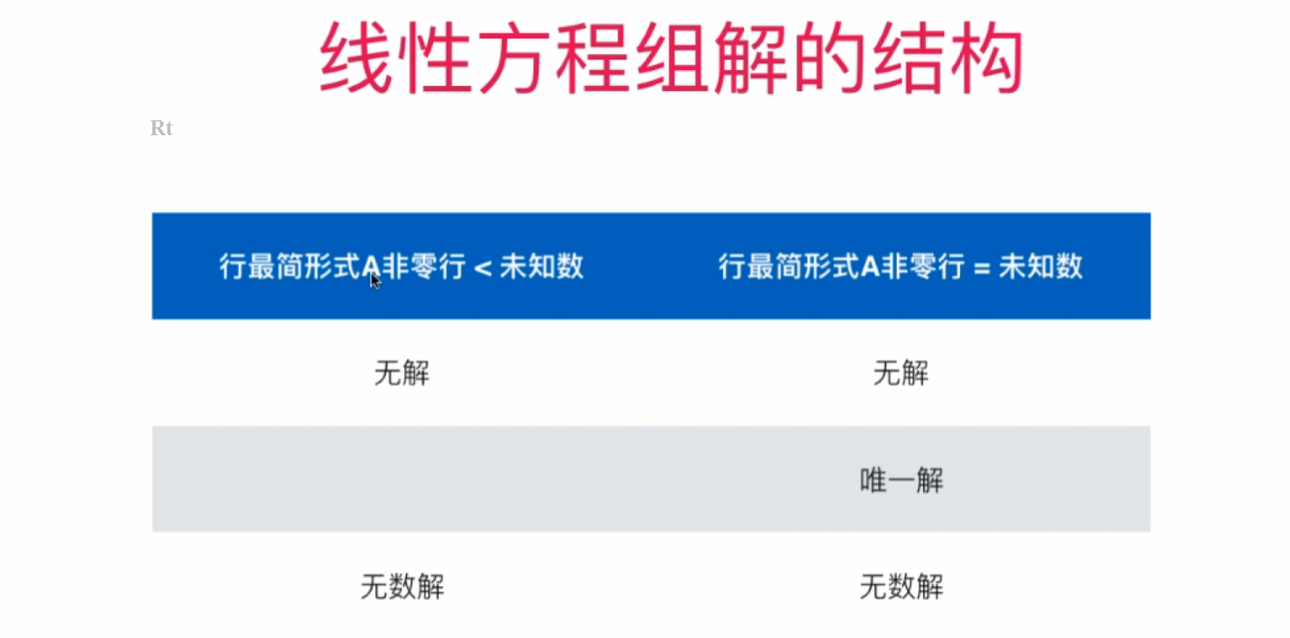 线性方程组解的结构
Rt
行最简形式A非零行 < 未知数 行最简形式A非零行 = 未知数
无解 无解
唯一解
无数解 无数解